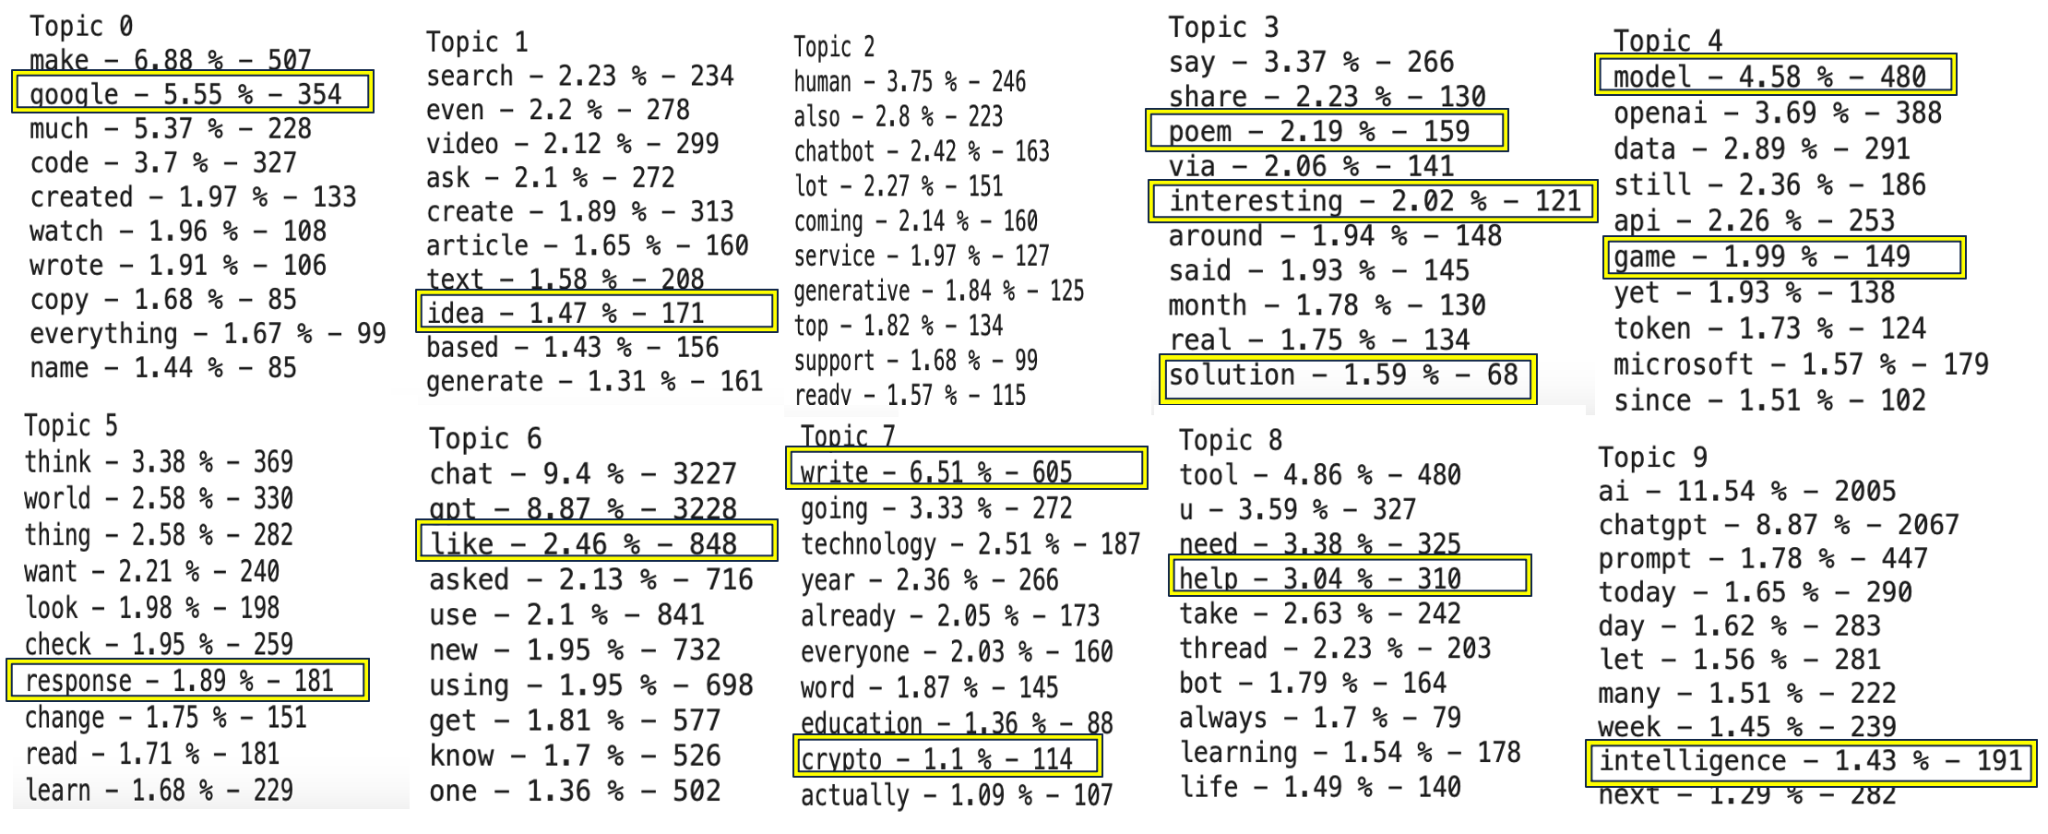 Topic 0
make – 6.88 % – 507
google – 5.55 % – 354
much – 5.37 % – 228
code – 3.7 % – 327
created – 1.97 % – 133
watch – 1.96 % – 108
wrote – 1.91 % – 106
copy – 1.68 % – 85
everything – 1.67 % – 99
name – 1.44 % – 85
Topic 1
search – 2.23 % – 234
even – 2.2 % – 278
video – 2.12 % – 299
ask – 2.1 % – 272
create – 1.89 % – 313
article – 1.65 % – 160
text – 1.58 % – 208
idea – 1.47 % – 171
based – 1.43 % – 156
generate – 1.31 % – 161
Topic 2
human – 3.75 % – 246
also – 2.8 % – 223
chatbot – 2.42 % – 163
lot – 2.27 % – 151
coming – 2.14 % – 160
service – 1.97 % – 127
generative – 1.84 % – 125
top – 1.82 % – 134
support – 1.68 % – 99
ready – 1.57 % – 115
Topic 3
say – 3.37 % – 266
share – 2.23 % – 130
poem – 2.19 % – 159
via – 2.06 % – 141
interesting – 2.02 % – 121
around – 1.94 % – 148
said – 1.93 % – 145
month – 1.78 % – 130
real – 1.75 % – 134
solution – 1.59 % – 68
Topic 4
model – 4.58 % – 480
openai – 3.69 % – 388
data – 2.89 % – 291
still – 2.36 % – 186
api – 2.26 % – 253
game – 1.99 % – 149
yet – 1.93 % – 138
token – 1.73 % – 124
microsoft – 1.57 % – 179
since – 1.51 % – 102
Topic 5
think – 3.38 % – 369
world – 2.58 % – 330
thing – 2.58 % – 282
want – 2.21 % – 240
look – 1.98 % – 198
check – 1.95 % – 259
response – 1.89 % – 181
change – 1.75 % – 151
read – 1.71 % – 181
learn – 1.68 % – 229
Topic 6
chat – 9.4 % – 3227
gpt – 8.87 % – 3228
like – 2.46 % – 848
asked – 2.13 % – 716
use – 2.1 % – 841
new – 1.95 % – 732
using – 1.95 % – 698
get – 1.81 % – 577
know – 1.7 % – 526
one – 1.36 % – 502
Topic 7
write – 6.51 % – 605
going – 3.33 % – 272
technology – 2.51 % – 187
year – 2.36 % – 266
already – 2.05 % – 173
everyone – 2.03 % – 160
word – 1.87 % – 145
education – 1.36 % – 88
crypto – 1.1 % – 114
actually – 1.09 % – 107
Topic 8
tool – 4.86 % – 480
u – 3.59 % – 327
need – 3.38 % – 325
help – 3.04 % – 310
take – 2.63 % – 242
thread – 2.23 % – 203
bot – 1.79 % – 164
always – 1.7 % – 79
learning – 1.54 % – 178
life – 1.49 % – 140
Topic 9
ai – 11.54 % – 2005
chatgpt – 8.87 % – 2067
prompt – 1.78 % – 447
today – 1.65 % – 290
day – 1.62 % – 283
let – 1.56 % – 281
many – 1.51 % – 222
week – 1.45 % – 239
intelligence – 1.43 % – 191
next – 1.29 % – 282